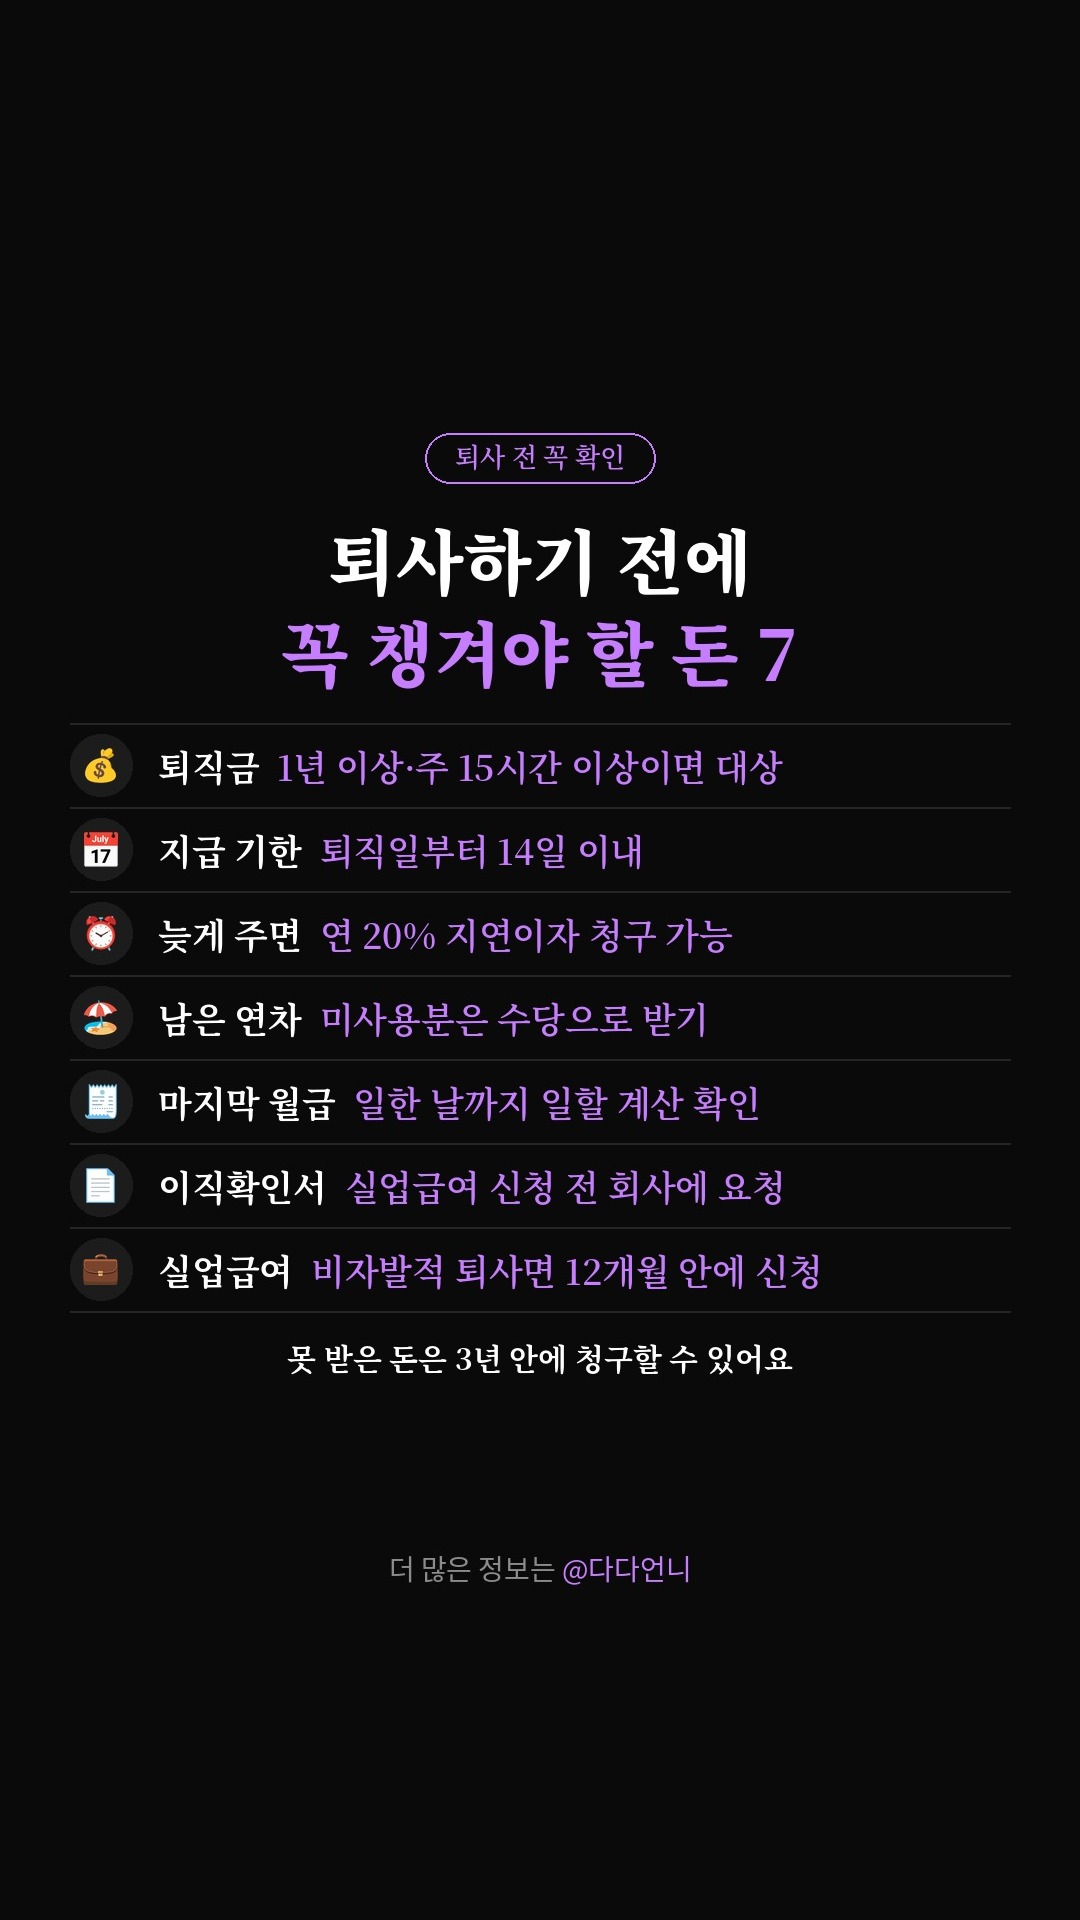 퇴사 전 꼭 확인
퇴사하기 전에
꼭 챙겨야 할 돈 7
퇴직금 1년 이상·주 15시간 이상이면 대상
July
17
지급 기한 퇴직일부터 14일 이내
늦게 주면 연 20% 지연이자 청구 가능
남은 연차 미사용분은 수당으로 받기
마지막 월급 일한 날까지 일할 계산 확인
이직확인서 실업급여 신청 전 회사에 요청
실업급여 비자발적 퇴사면 12개월 안에 신청
못 받은 돈은 3년 안에 청구할 수 있어요
더 많은 정보는 @다다언니